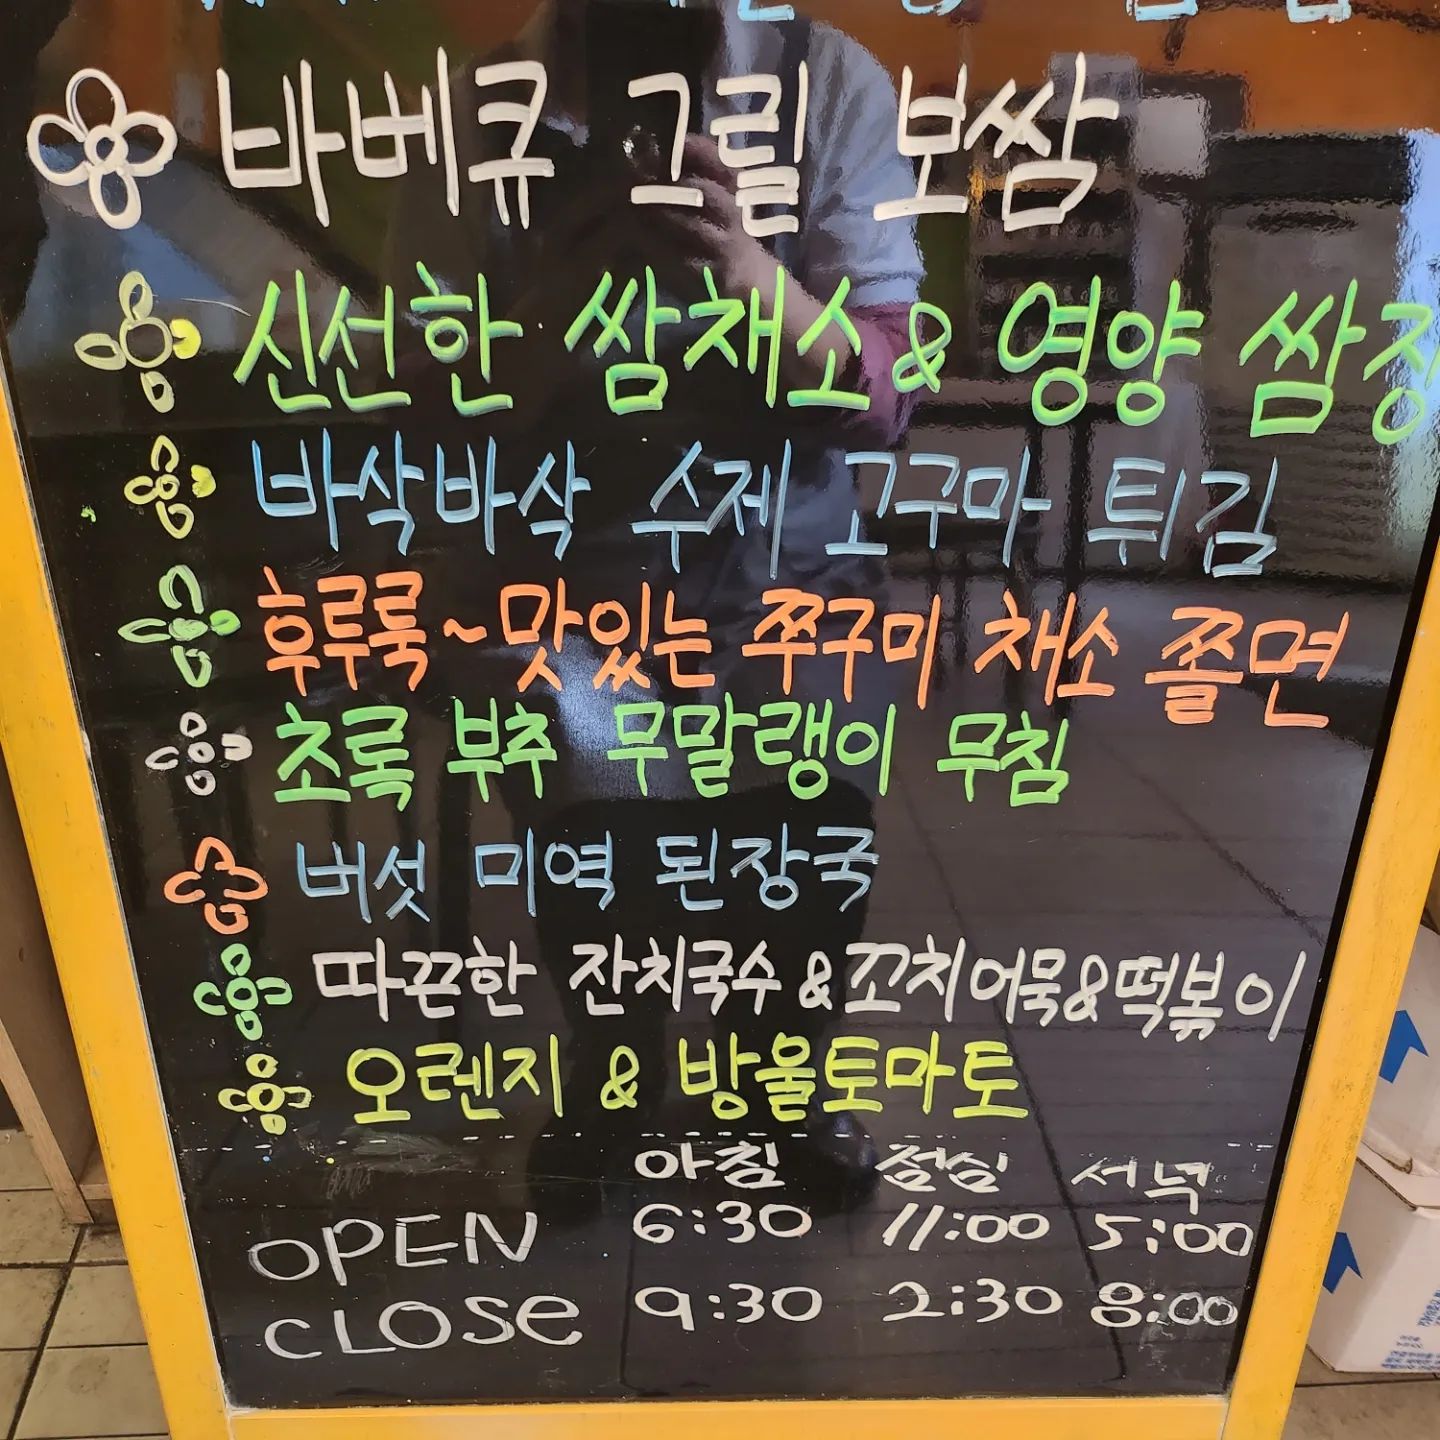 바베큐 그릴 보쌈
신선한 쌈채소 & 영양 쌈장
바삭바삭 수제 고구마 튀김
후루룩~맛있는 쭈구미 채소 쫄면
초록 부추 무말랭이 무침
버섯 미역 된장국
따끈한 잔치국수&꼬치어묵&떡볶이
오렌지 & 방울토마토
아침 점심 저녁
OPEN 6:30 11:00 5:00
CLOSe 9:30 2:30 8:00